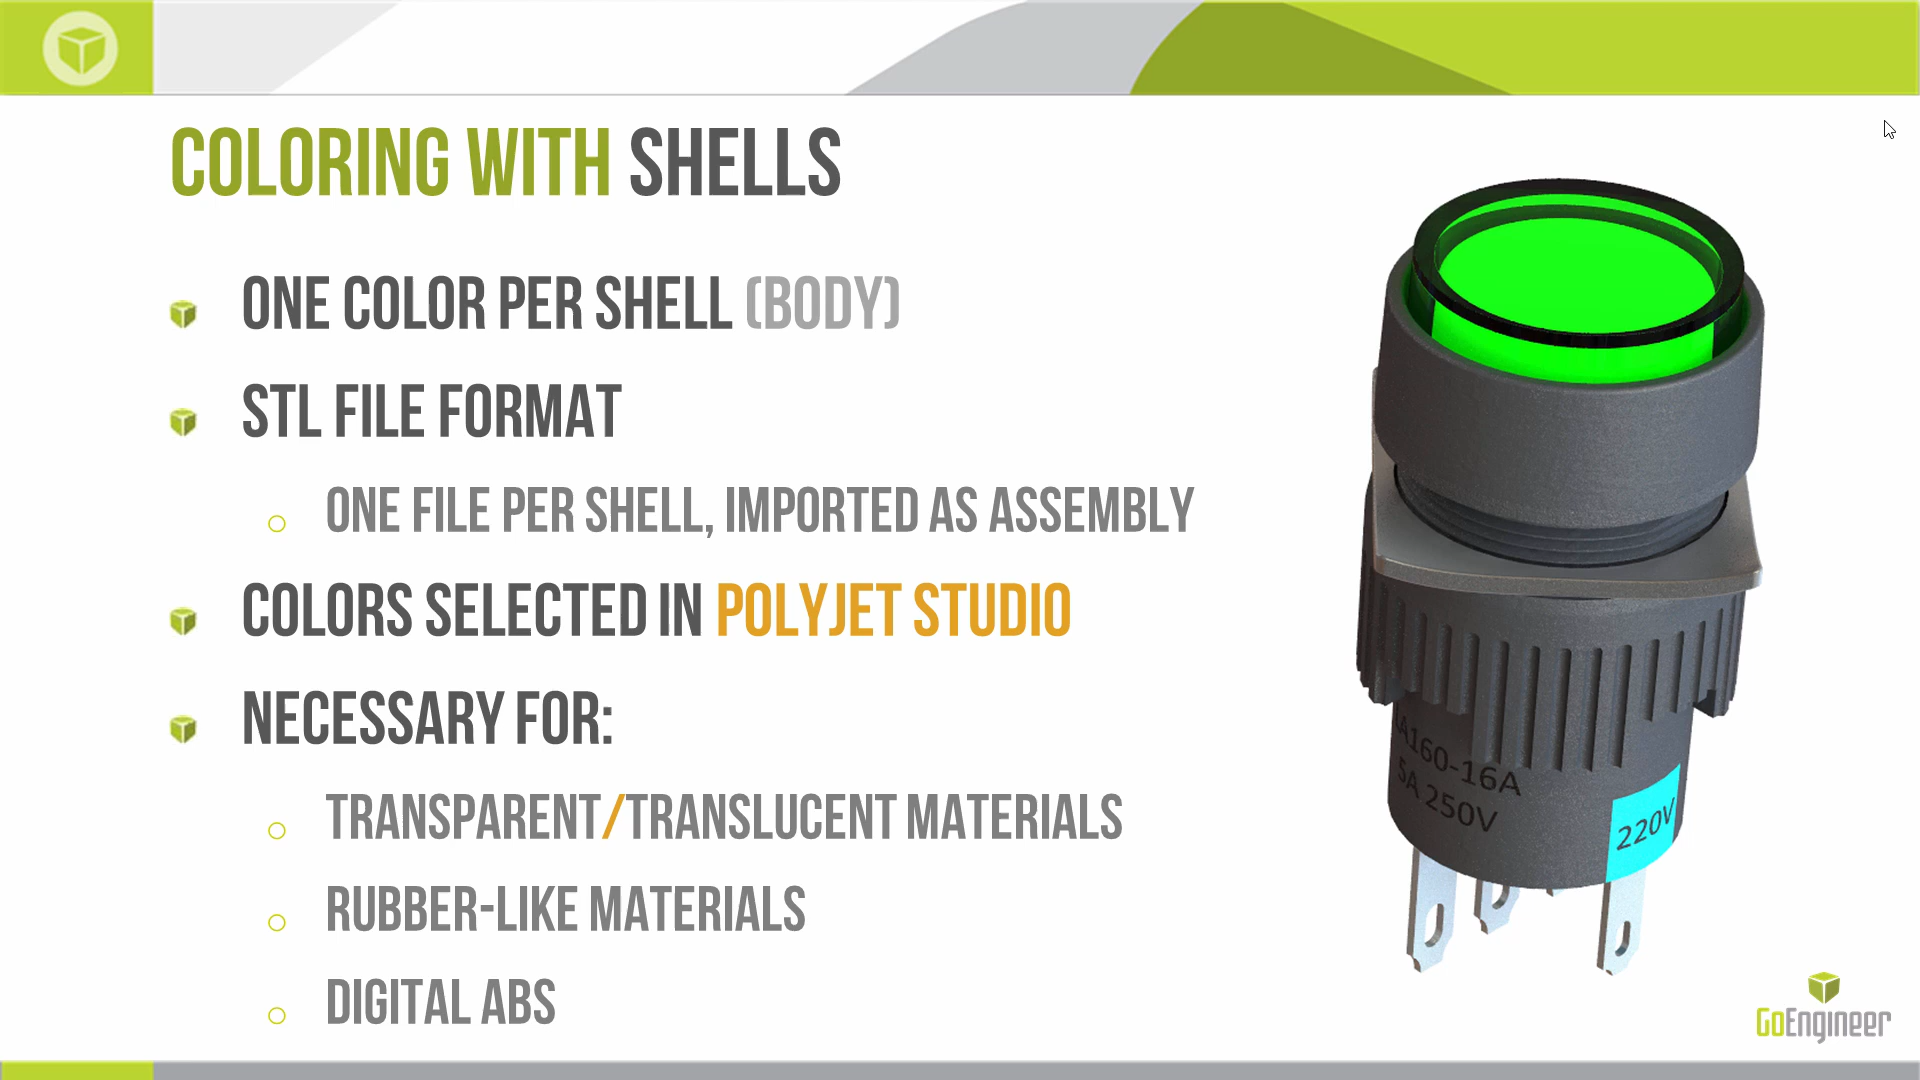 COLORING WITH SHELLS
ONE COLOR PER SHELL (BODY)
STL FILE FORMAT
ONE FILE PER SHELL, IMPORTED AS ASSEMBLY
COLORS SELECTED IN POLYJET STUDIO
NECESSARY FOR:
TRANSPARENT/TRANSLUCENT MATERIALS
RUBBER-LIKE MATERIALS
DIGITAL ABS
A160-16A
5A 250V
220V
GoEngineer